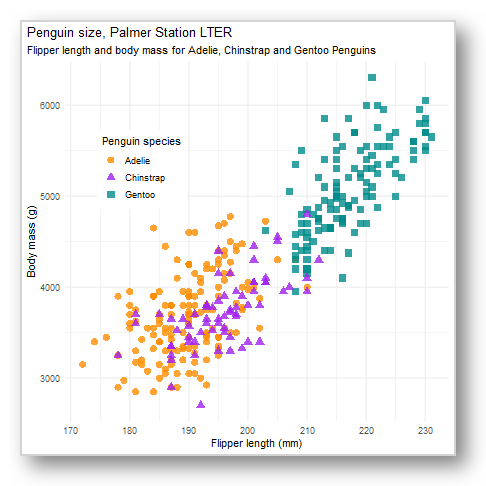 Penguin size, Palmer Station LTER
Flipper length and body mass for Adelie, Chinstrap and Gentoo Penguins
6000
5000
4000
3000
Body mass (g)
Penguin species
Adelie
Chinstrap
Gentoo
170 180 190 200 210 220 230
Flipper length (mm)